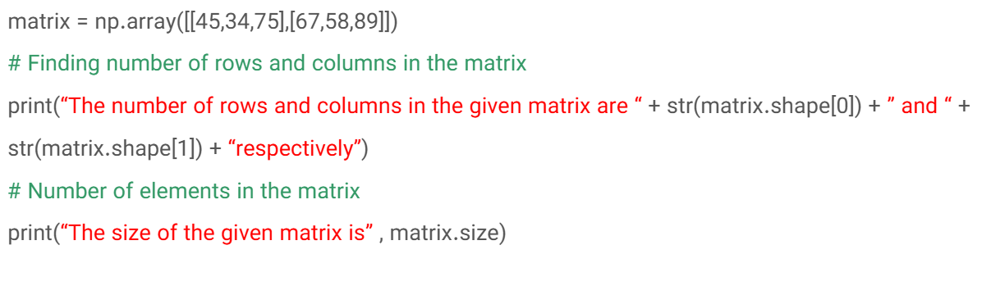 matrix = np.array([[45,34,75],[67,58,89]])
# Finding number of rows and columns in the matrix
print(“The number of rows and columns in the given matrix are “ + str(matrix.shape[0]) + ” and “ +
str(matrix.shape[1]) + “respectively”)
# Number of elements in the matrix
print(“The size of the given matrix is” , matrix.size)